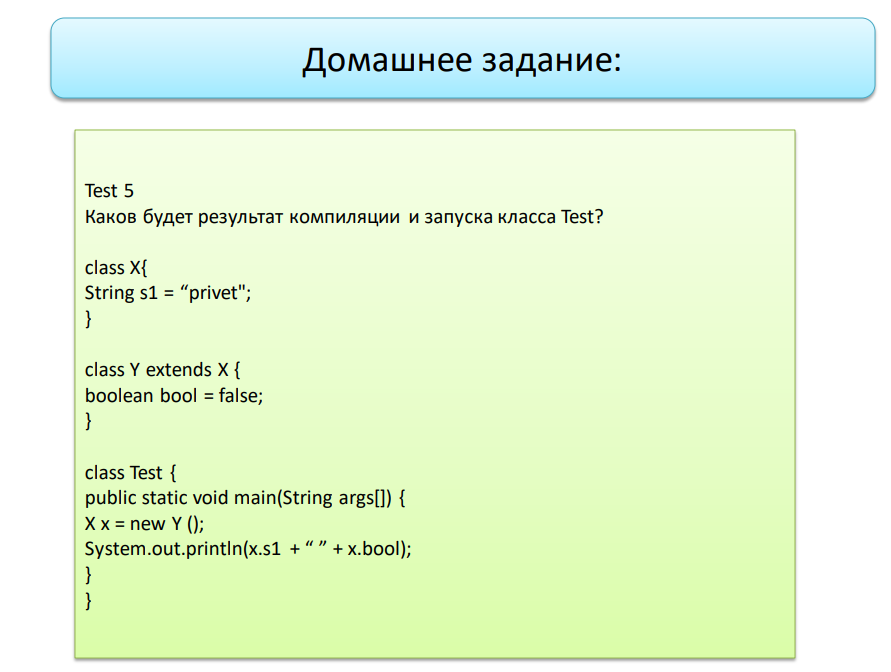 Домашнее задание:
Test 5
Каков будет результат компиляции и запуска класса Test?
class X{
String s1 = “privet";
}
class Y extends X {
boolean bool = false;
}
class Test {
public static void main(String args[]) {
X x = new Y ();
System.out.println(x.s1 + “ ” + x.bool);
}
}